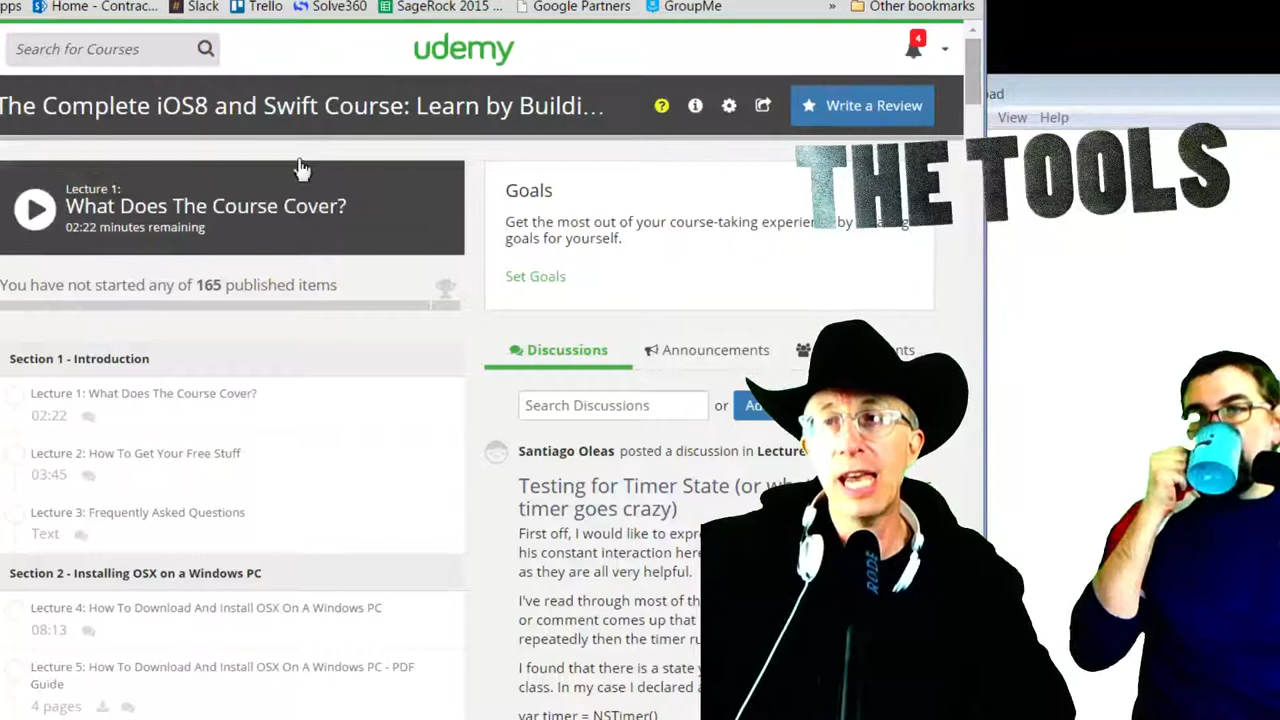 pps Home - Contrac... Slack Trello Solve360 SageRock 2015 ... Google Partners GroupMe » Other bookmarks
Search for Courses udemy 4
ad
The Complete iOS8 and Swift Course: Learn by Buildi... ? i Write a Review
View Help
THE TOOLS
Lecture 1:
What Does The Course Cover?
02:22 minutes remaining
You have not started any of 165 published items
Section 1 - Introduction
Lecture 1: What Does The Course Cover?
02:22
Lecture 2: How To Get Your Free Stuff
03:45
Lecture 3: Frequently Asked Questions
Text
Section 2 - Installing OSX on a Windows PC
Lecture 4: How To Download And Install OSX On A Windows PC
08:13
Lecture 5: How To Download And Install OSX On A Windows PC - PDF
Guide
4 pages
Goals
Get the most out of your course-taking experience by
goals for yourself.
Set Goals
Discussions Announcements nts
Search Discussions or Ad
Santiago Oleas posted a discussion in Lecture
Testing for Timer State (or
timer goes crazy)
First off, I would like to expr
his constant interaction here
as they are all very helpful.
I've read through most of th
or comment comes up that
repeatedly then the timer ru
I found that there is a state
class. In my case I declared a
var timer = NSTimer()
RODE